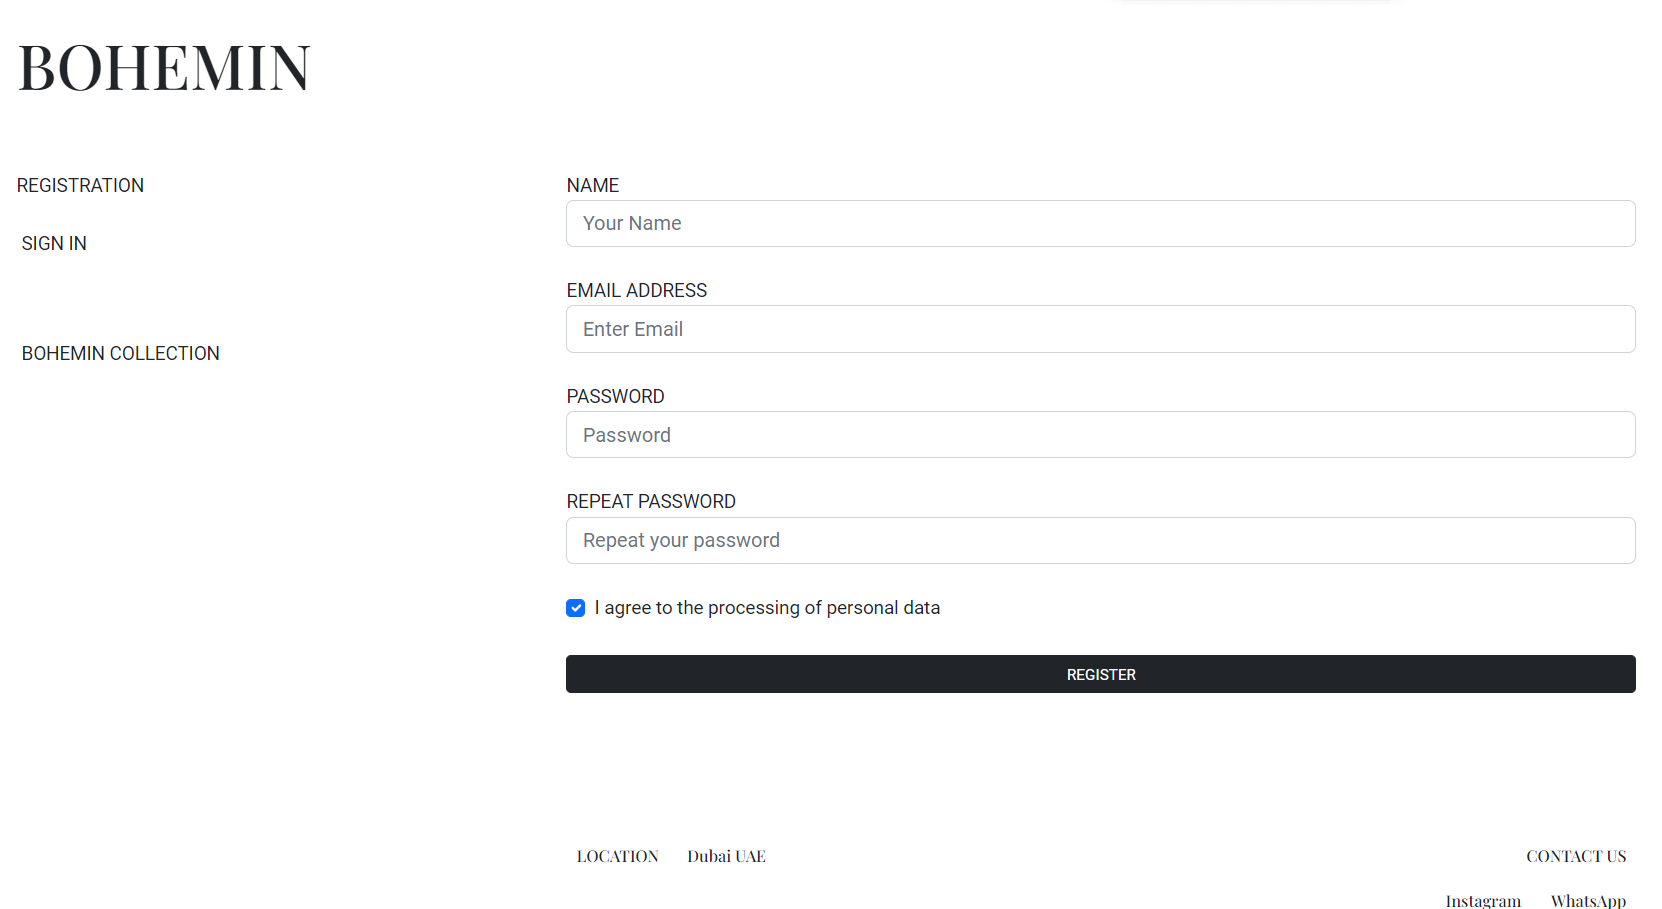 BOHEMIN
REGISTRATION
SIGN IN
BOHEMIN COLLECTION
NAME
Your Name
EMAIL ADDRESS
Enter Email
PASSWORD
Password
REPEAT PASSWORD
Repeat your password
I agree to the processing of personal data
REGISTER
LOCATION Dubai UAE
CONTACT US
Instagram WhatsApp